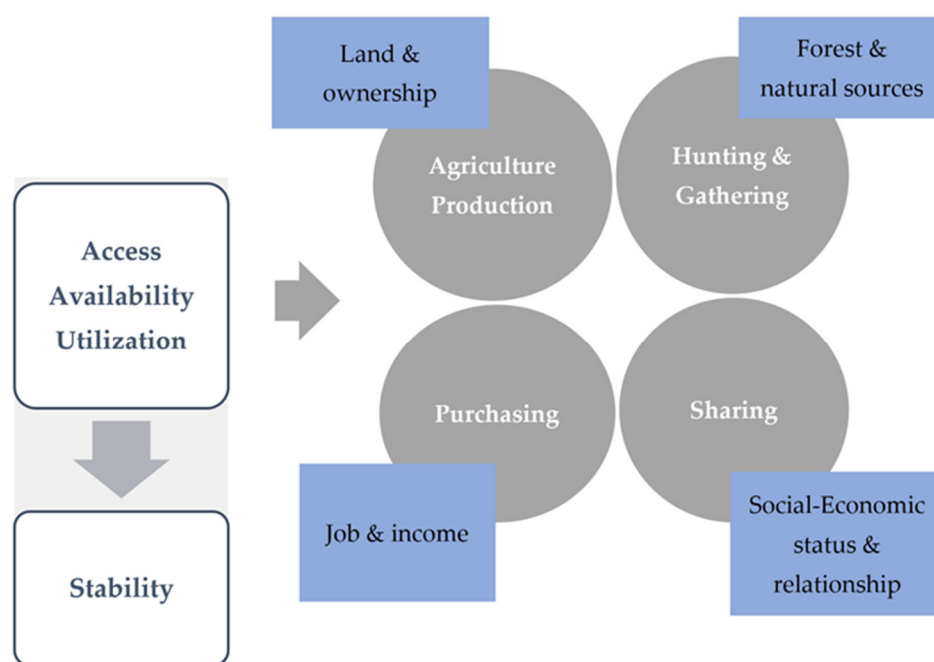 Land &
ownership
Forest &
natural sources
Agriculture
Production
Hunting &
Gathering
Access
Availability
Utilization
Purchasing
Sharing
Job & income
Social-Economic
status &
relationship
Stability